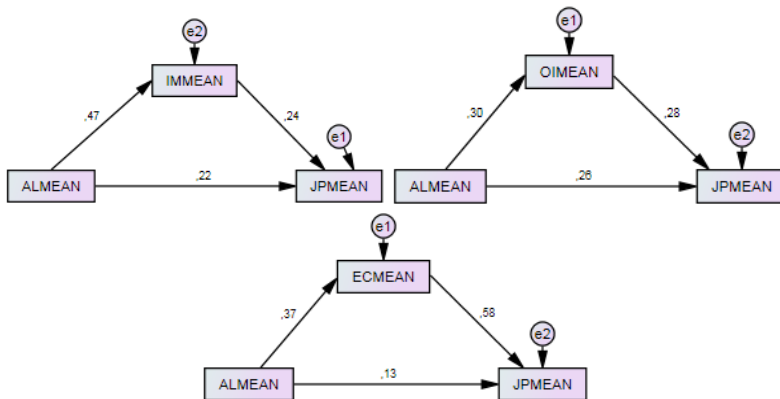 e2
IMMEAN
,47
,24
e1
ALMEAN
,22
JPMEAN
e1
OIMEAN
,30
,28
e2
ALMEAN
,26
JPMEAN
e1
ECMEAN
,37
,58
e2
ALMEAN
,13
JPMEAN